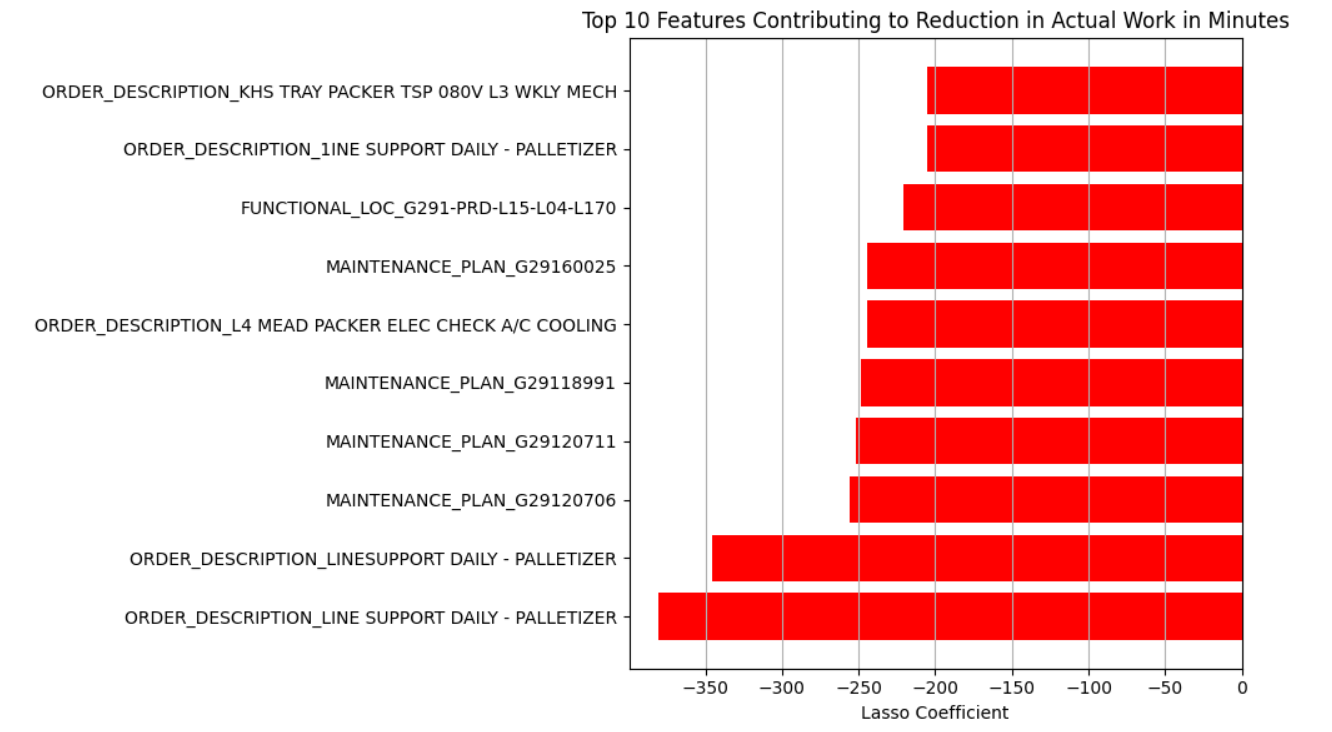 Top 10 Features Contributing to Reduction in Actual Work in Minutes
ORDER_DESCRIPTION_KHS TRAY PACKER TSP 080V L3 WKLY MECH
ORDER_DESCRIPTION_1INE SUPPORT DAILY - PALLETIZER
FUNCTIONAL_LOC_G291-PRD-L15-L04-L170
MAINTENANCE_PLAN_G29160025
ORDER_DESCRIPTION_L4 MEAD PACKER ELEC CHECK A/C COOLING
MAINTENANCE_PLAN_G29118991
MAINTENANCE_PLAN_G29120711
MAINTENANCE_PLAN_G29120706
ORDER_DESCRIPTION_LINESUPPORT DAILY - PALLETIZER
ORDER_DESCRIPTION_LINE SUPPORT DAILY - PALLETIZER
−350 −300 −250 −200 −150 −100 −50 0
Lasso Coefficient